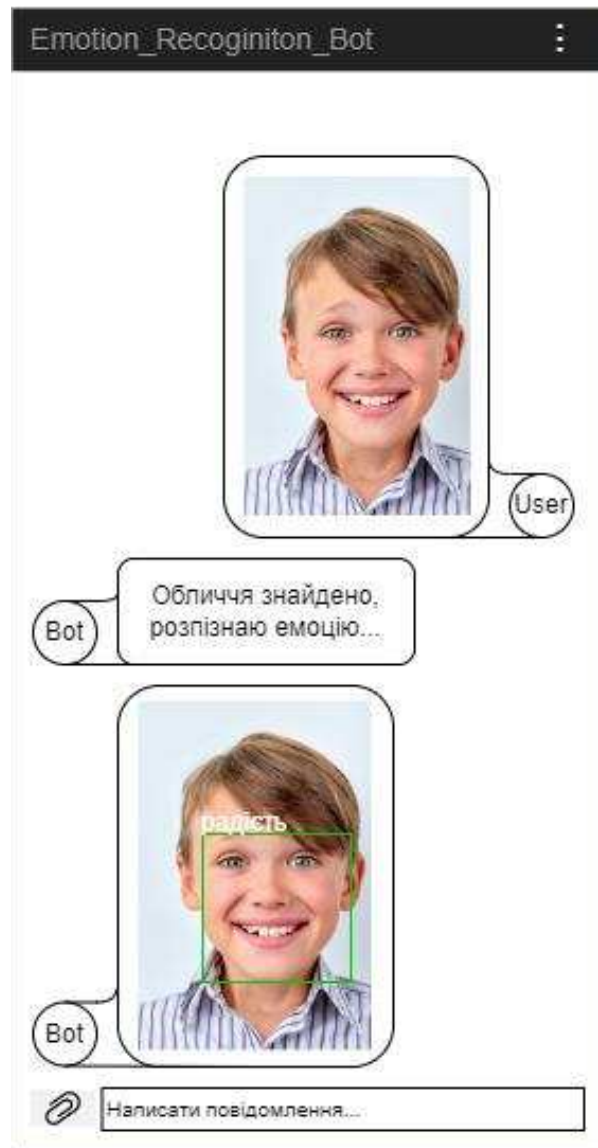 Emotion_Recoginiton_Bot
User
Обличчя знайдено,
розпізнаю емоцію...
Bot
радість
Bot
Написати повідомлення...